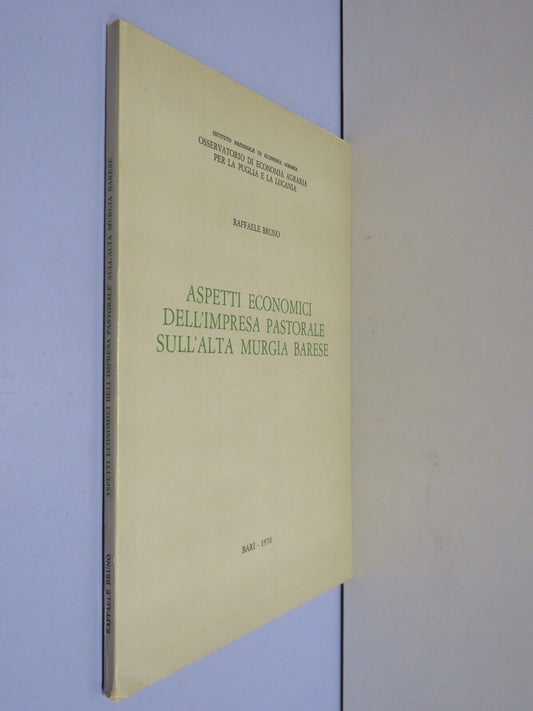 ISTITUTO NAZIONALE DI ECONOMIA AGRARIA
OSSERVATORIO DI ECONOMIA AGRARIA
PER LA PUGLIA E LA LUCANIA
RAFFAELE BRUNO
ASPETTI ECONOMICI
DELL'IMPRESA PASTORALE
SULL'ALTA MURGIA BARESE
BARI - 1970
RAFFAELE BRUNO ASPETTI ECONOMICI DELL'IMPRESA PASTORALE SULL'ALTA MURGIA BARESE